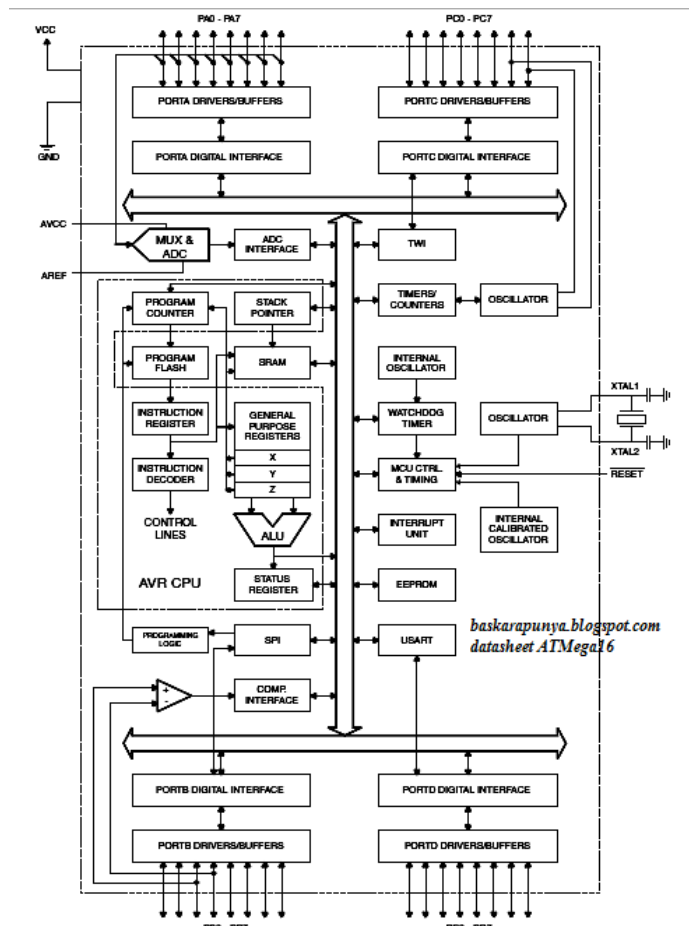 PA0 - PA7
PC0 - PC7
VCC
PORTA DRIVERS/BUFFERS
PORTC DRIVERS/BUFFERS
GND
PORTA DIGITAL INTERFACE
PORTC DIGITAL INTERFACE
AVCC
MUX &
ADC
ADC
INTERFACE
TWI
AREF
PROGRAM
COUNTER
STACK
POINTER
TIMERS/
COUNTERS
OSCILLATOR
PROGRAM
FLASH
SRAM
INTERNAL
OSCILLATOR
XTAL1
INSTRUCTION
REGISTER
GENERAL
PURPOSE
REGISTERS
WATCHDOG
TIMER
OSCILLATOR
XTAL2
X
Y
Z
INSTRUCTION
DECODER
MCU CTRL.
& TIMING
RESET
CONTROL
LINES
ALU
INTERRUPT
UNIT
INTERNAL
CALIBRATED
OSCILLATOR
AVR CPU
STATUS
REGISTER
EEPROM
PROGRAMMING
LOGIC
SPI
USART
baskarapunya.blogspot.com
datasheet ATMega16
+
-
COMP.
INTERFACE
PORTB DIGITAL INTERFACE
PORTD DIGITAL INTERFACE
PORTB DRIVERS/BUFFERS
PORTD DRIVERS/BUFFERS